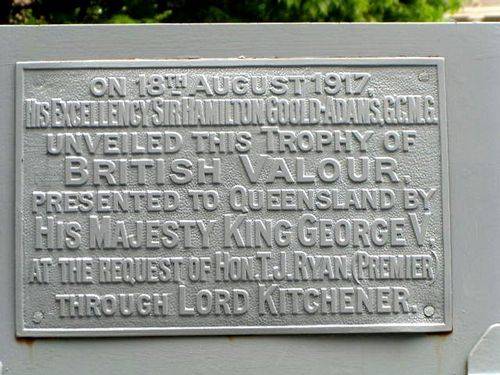 ON 18TH AUGUST 1917,
HIS EXCELLENCY SIR HAMILTON GOOLD-ADAMS, G.C.M.G.
UNVEILED THIS TROPHY OF
BRITISH VALOUR,
PRESENTED TO QUEENSLAND BY
HIS MAJESTY KING GEORGE V.
AT THE REQUEST OF HON. T.J. RYAN, (PREMIER)
THROUGH LORD KITCHENER.